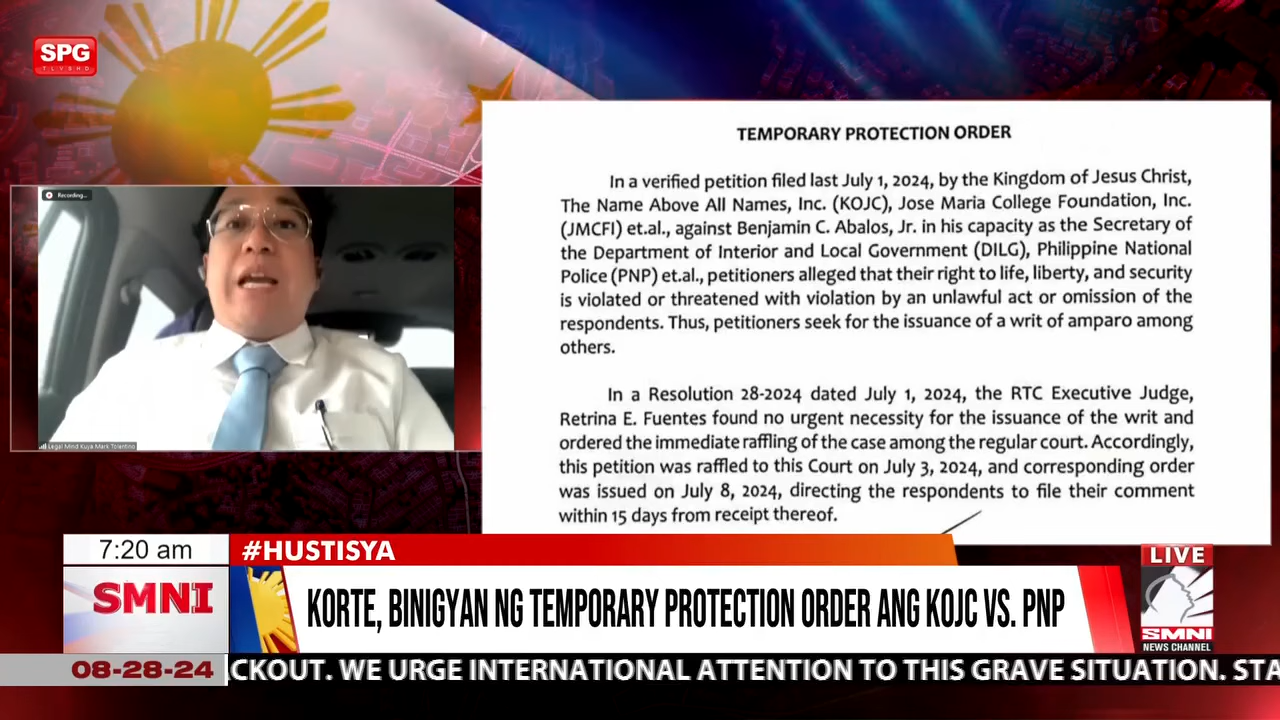 SPG
TLVSHD
TEMPORARY PROTECTION ORDER
In a verified petition filed last July 1, 2024, by the Kingdom of Jesus Christ,
The Name Above All Names, Inc. (KOJC), Jose Maria College Foundation, Inc.
(JMCFI) et.al., against Benjamin C. Abalos, Jr. in his capacity as the Secretary of
the Department of Interior and Local Government (DILG), Philippine National
Police (PNP) et.al., petitioners alleged that their right to life, liberty, and security
is violated or threatened with violation by an unlawful act or omission of the
respondents. Thus, petitioners seek for the issuance of a writ of amparo among
others.
In a Resolution 28-2024 dated July 1, 2024, the RTC Executive Judge,
Retrina E. Fuentes found no urgent necessity for the issuance of the writ and
ordered the immediate raffling of the case among the regular court. Accordingly,
this petition was raffled to this Court on July 3, 2024, and corresponding order
was issued on July 8, 2024, directing the respondents to file their comment
within 15 days from receipt thereof.
Recording...
Legal Mind Kuya Mark Tolentino
7:20 am
#HUSTISYA
SMNI
KORTE, BINIGYAN NG TEMPORARY PROTECTION ORDER ANG KOJC VS. PNP
LIVE
SMNI
NEWS CHANNEL
08-28-24
CKOUT. WE URGE INTERNATIONAL ATTENTION TO THIS GRAVE SITUATION. STA